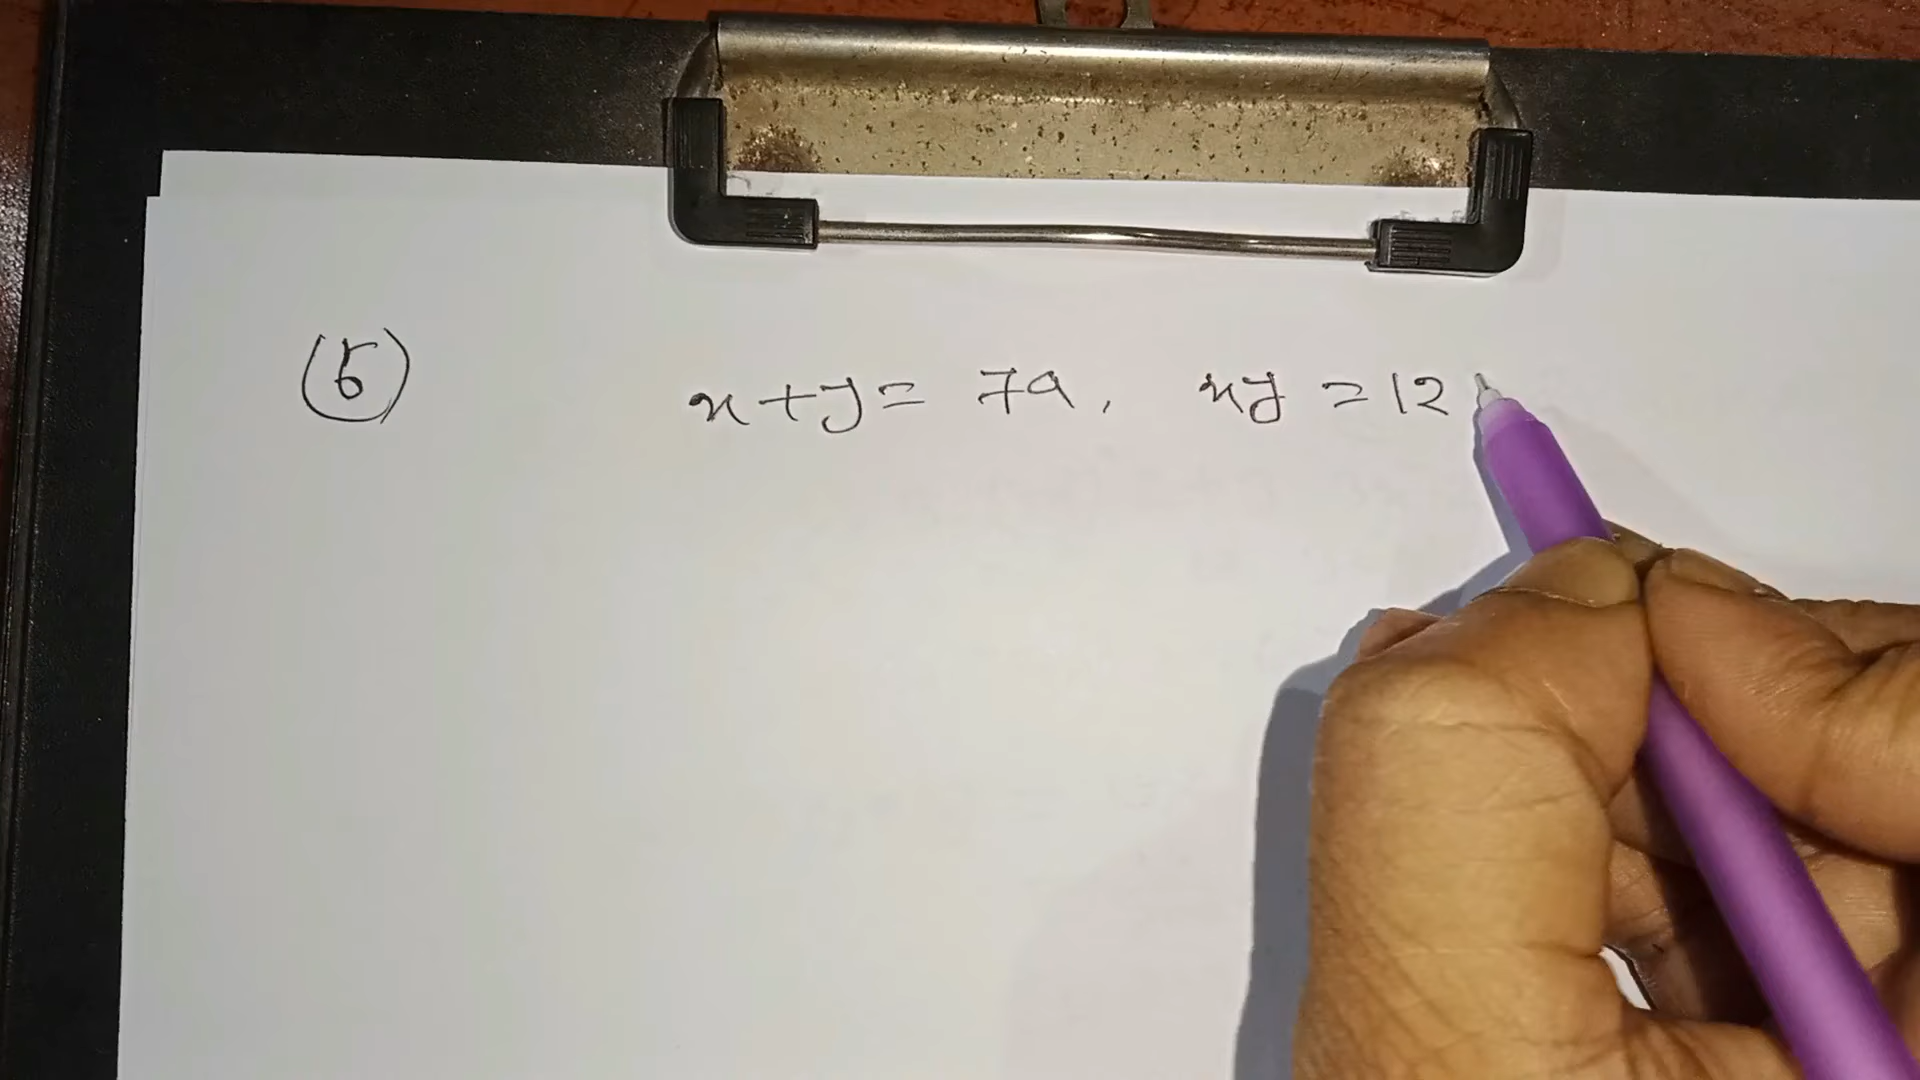 (5) x+y= 7a, xy =12